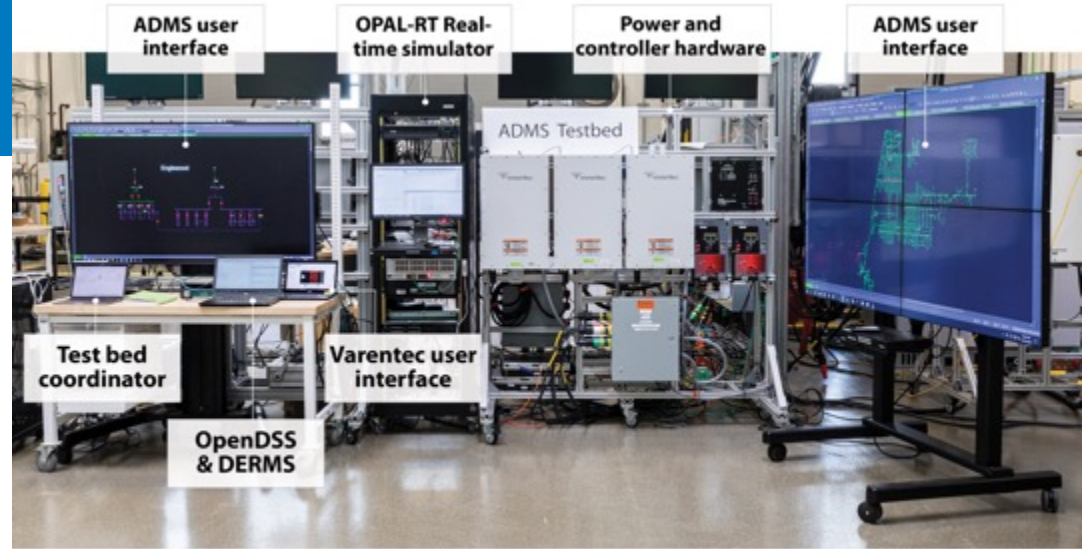 ADMS user
interface
OPAL-RT Real-
time simulator
Power and
controller hardware
ADMS user
interface
ADMS Testbed
Test bed
coordinator
Varentec user
interface
OpenDSS
& DERMS